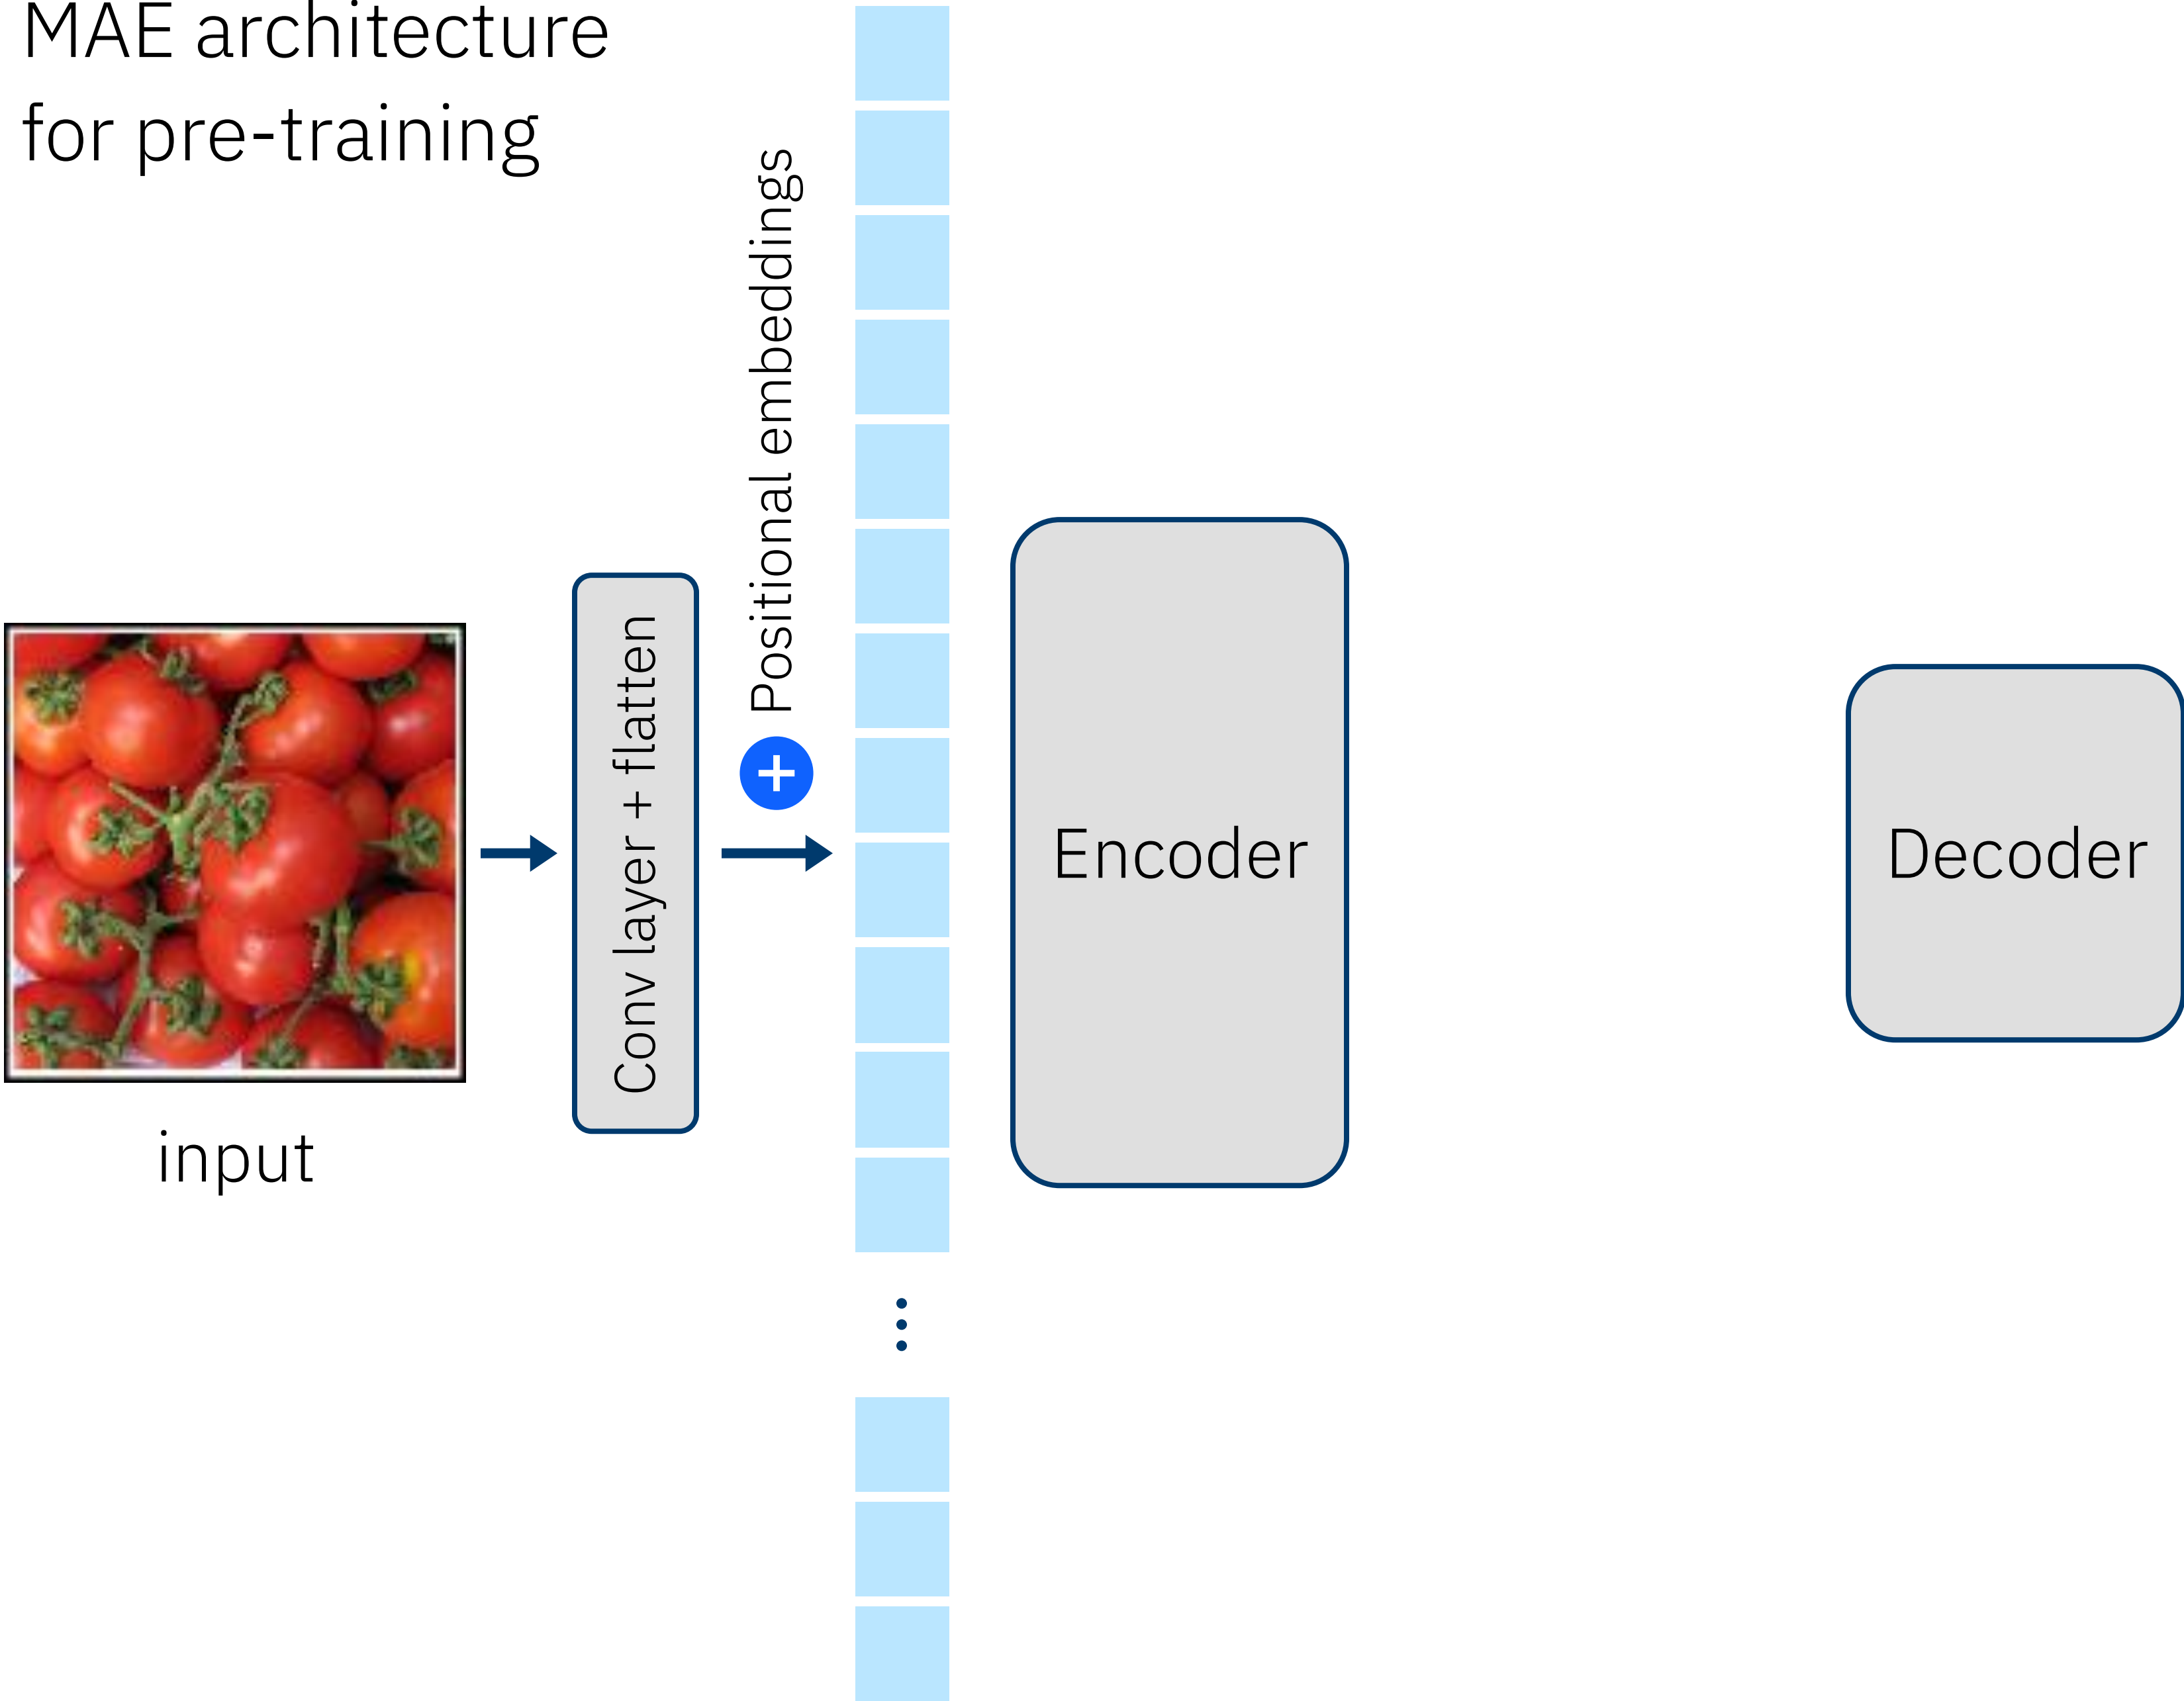 MAE architecture
for pre-training
Positional embeddings
+
Conv layer + flatten
Encoder
Decoder
input